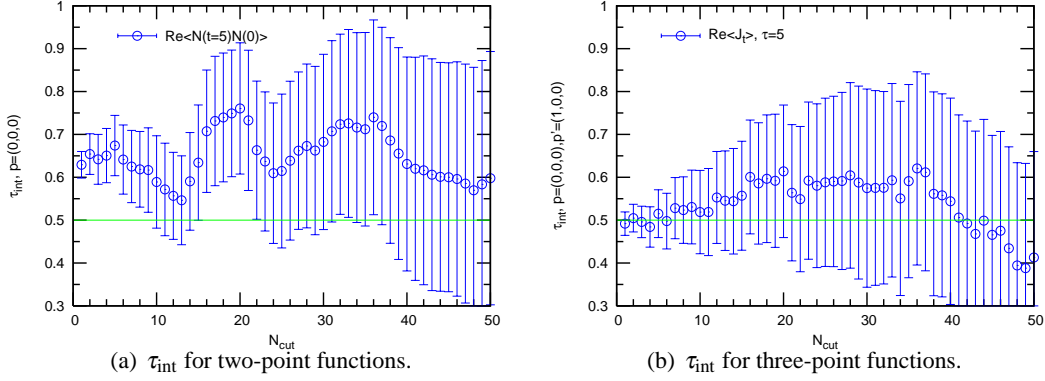 1
0.9
0.8
0.7
0.6
0.5
0.4
0.3
τint, p=(0,0,0)
Re<N(t=5)N(0)>
0 10 20 30 40 50
Ncut
(a) τint for two-point functions.
1
0.9
0.8
0.7
0.6
0.5
0.4
0.3
τint, p=(0,0,0),p'=(1,0,0)
Re<Jt>, τ=5
0 10 20 30 40 50
Ncut
(b) τint for three-point functions.